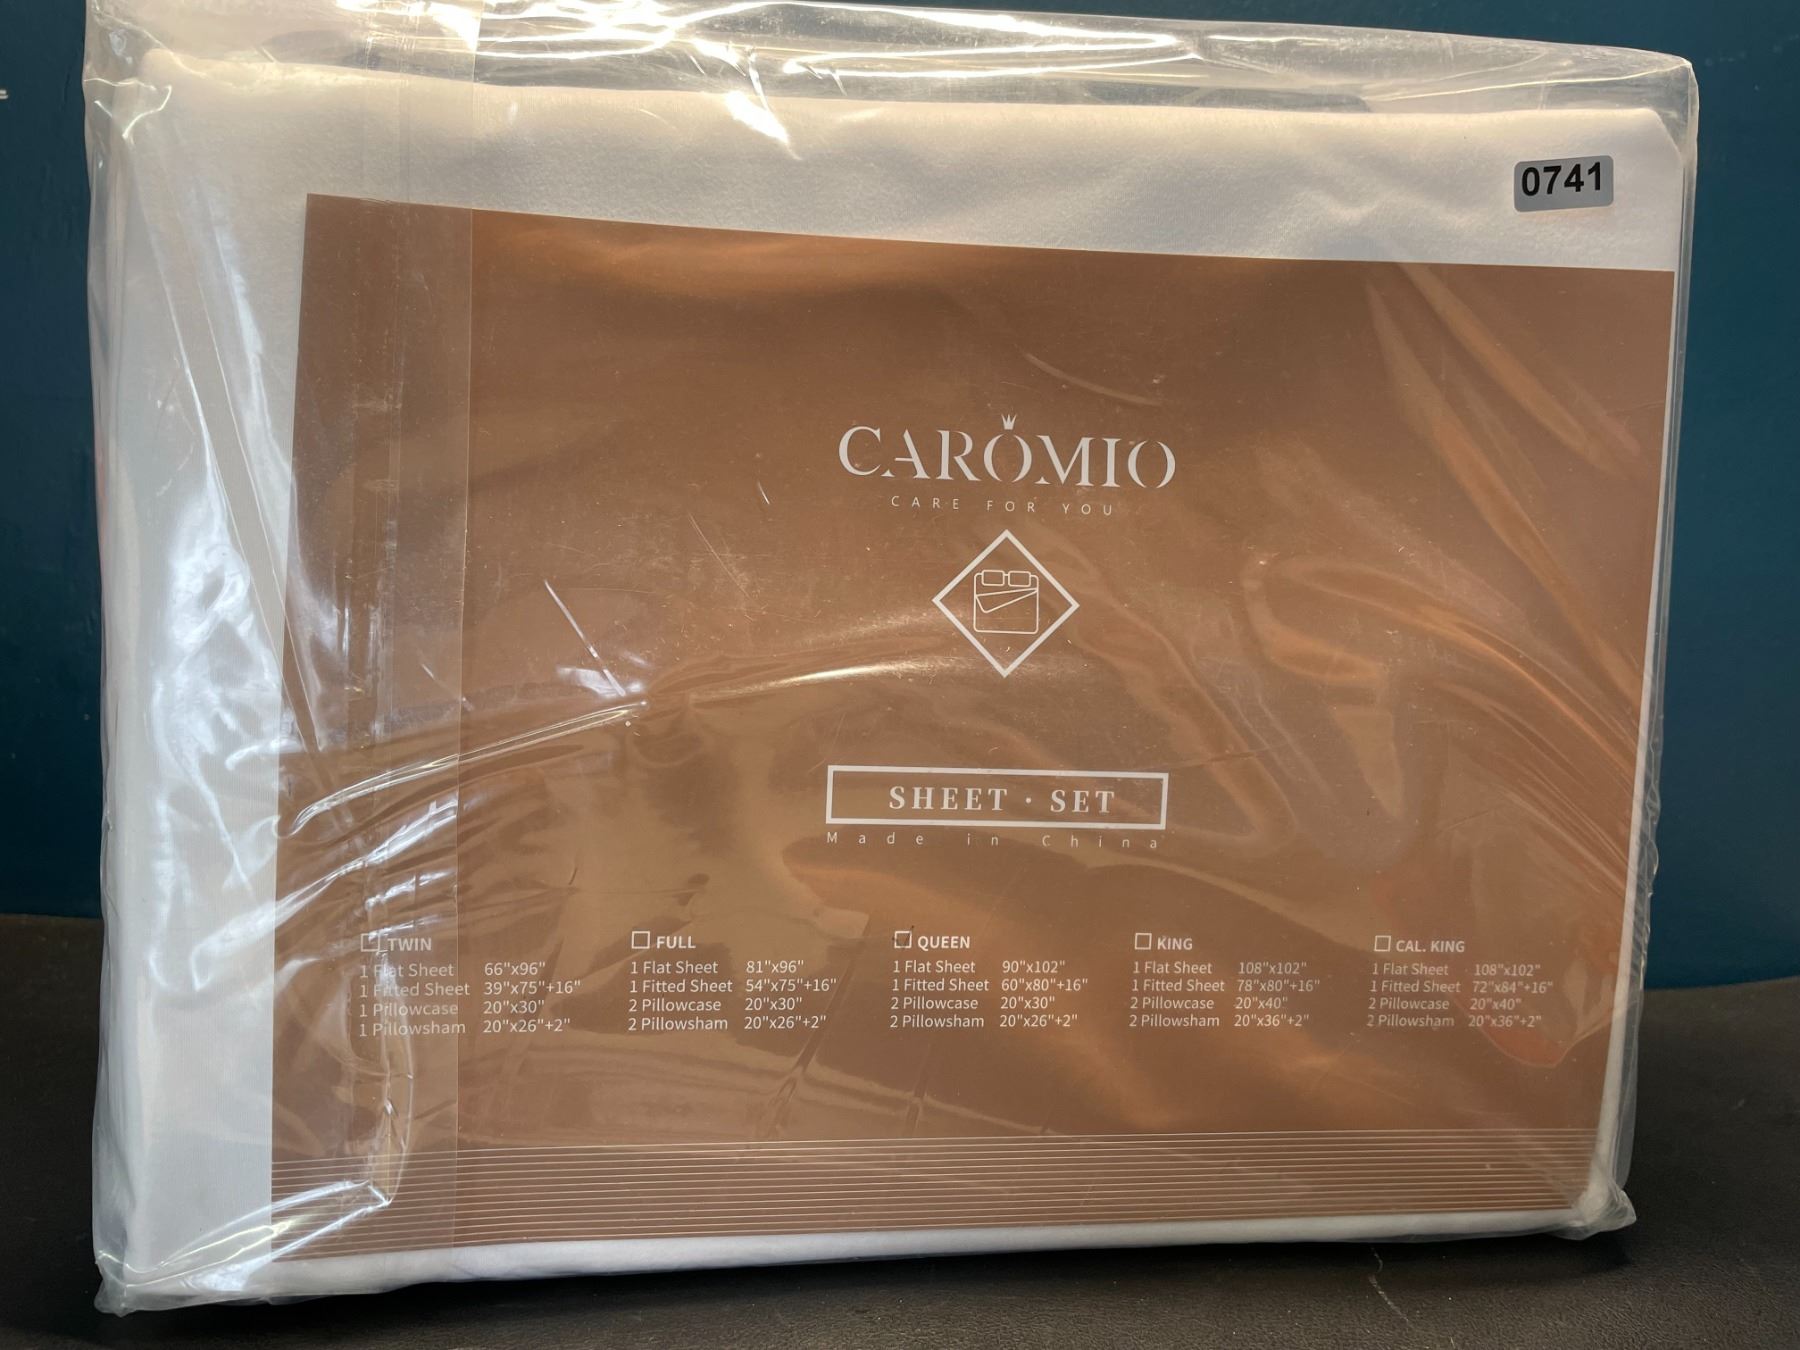 0741
CAROMIO
CARE FOR YOU
SHEET · SET
Made in China
TWIN
1 Flat Sheet 66"x96"
1 Fitted Sheet 39"x75"+16"
1 Pillowcase 20"x30"
1 Pillowsham 20"x26"+2"
FULL
1 Flat Sheet 81"x96"
1 Fitted Sheet 54"x75"+16"
2 Pillowcase 20"x30"
2 Pillowsham 20"x26"+2"
QUEEN
1 Flat Sheet 90"x102"
1 Fitted Sheet 60"x80"+16"
2 Pillowcase 20"x30"
2 Pillowsham 20"x26"+2"
KING
1 Flat Sheet 108"x102"
1 Fitted Sheet 78"x80"+16"
2 Pillowcase 20"x40"
2 Pillowsham 20"x36"+2"
CAL. KING
1 Flat Sheet 108"x102"
1 Fitted Sheet 72"x84"+16"
2 Pillowcase 20"x40"
2 Pillowsham 20"x36"+2"